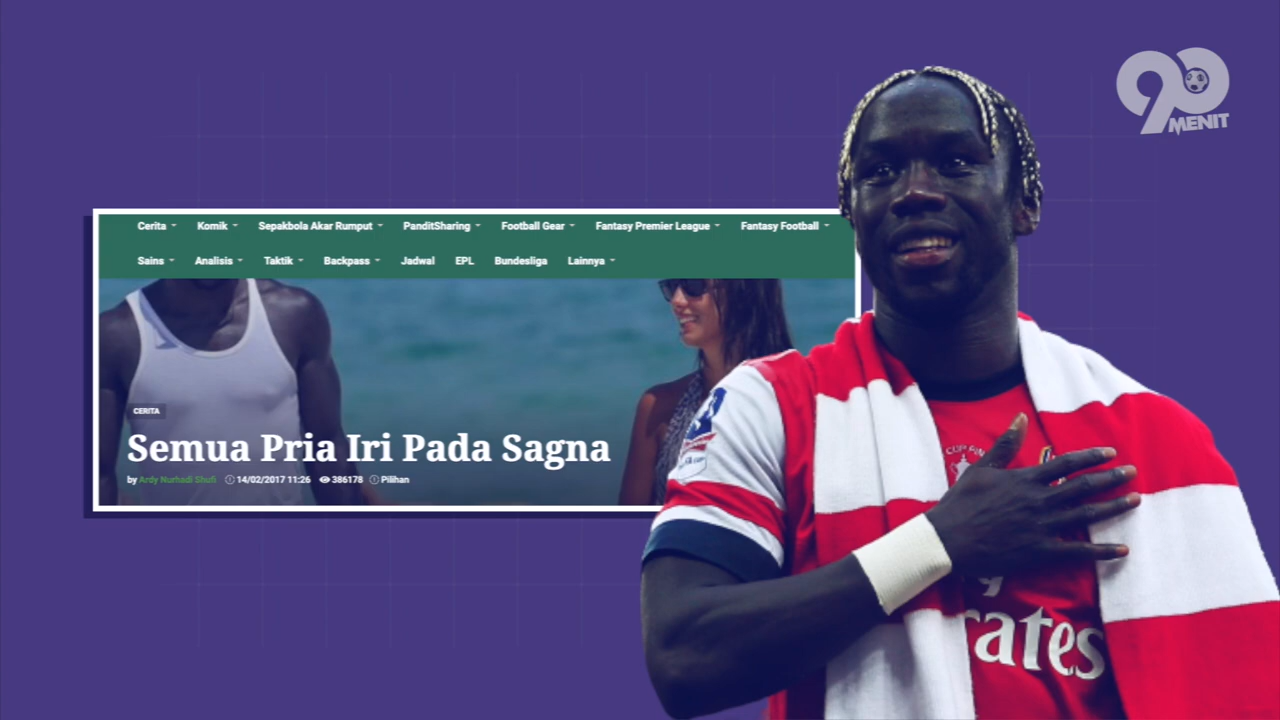 90
MENIT
Cerita Komik Sepakbola Akar Rumput PanditSharing Football Gear Fantasy Premier League Fantasy Football
Sains Analisis Taktik Backpass Jadwal EPL Bundesliga Lainnya
CERITA
Semua Pria Iri Pada Sagna
by Ardy Nurhadi Shufi 14/02/2017 11:26 386178 Pilihan
CUP FIN
rates